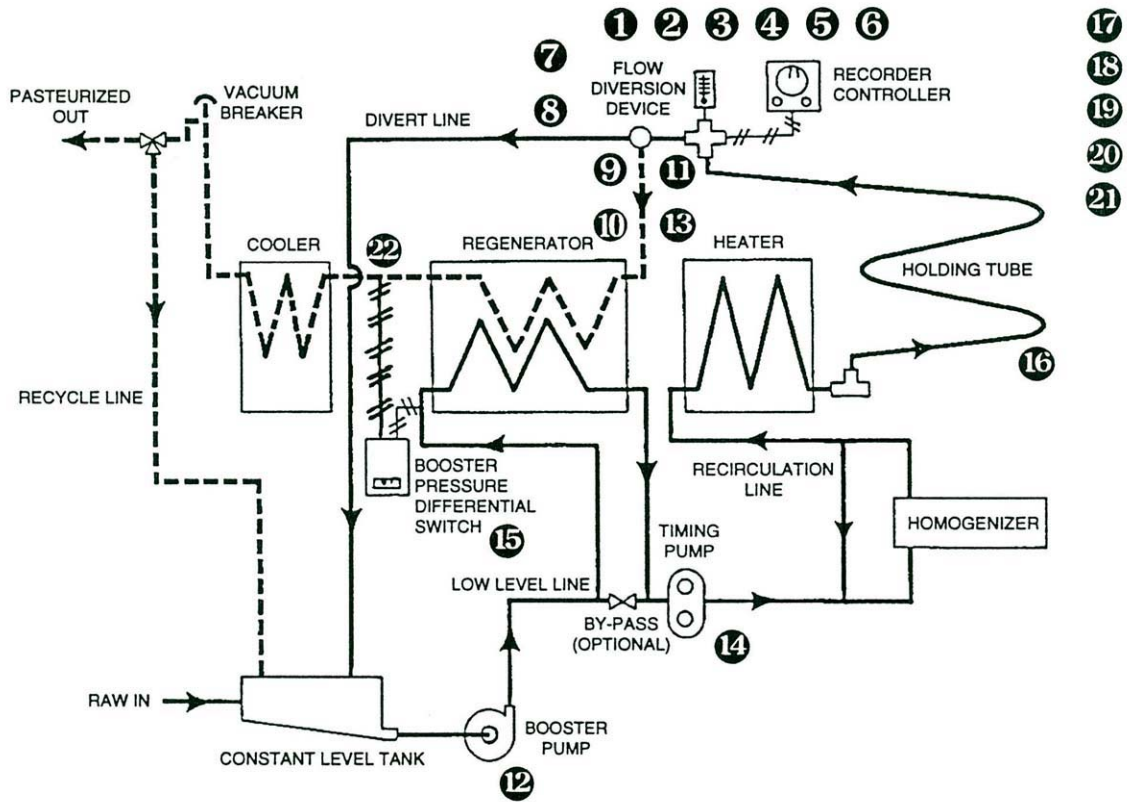 1 2 3 4 5 6 17
7 FLOW DIVERSION DEVICE
18
RECORDER CONTROLLER
PASTEURIZED OUT
VACUUM BREAKER
DIVERT LINE
8
19
9 11
20
10 13
21
COOLER
22
REGENERATOR
HEATER
HOLDING TUBE
16
RECYCLE LINE
BOOSTER PRESSURE DIFFERENTIAL SWITCH
15
RECIRCULATION LINE
HOMOGENIZER
TIMING PUMP
LOW LEVEL LINE
BY-PASS (OPTIONAL)
14
RAW IN
CONSTANT LEVEL TANK
BOOSTER PUMP
12